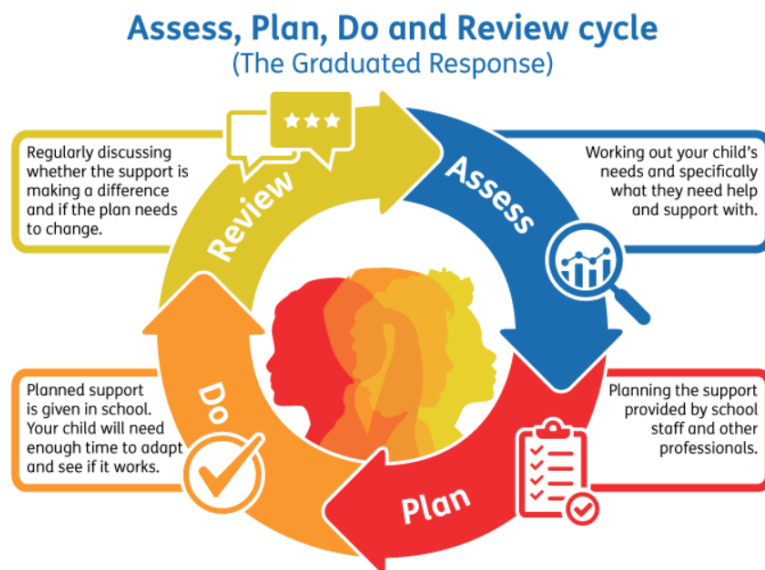 Assess, Plan, Do and Review cycle
(The Graduated Response)
Assess
Working out your child's
needs and specifically
what they need help
and support with.
Plan
Planning the support
provided by school
staff and other
professionals.
Do
Planned support
is given in school.
Your child will need
enough time to adapt
and see if it works.
Review
Regularly discussing
whether the support is
making a difference
and if the plan needs
to change.